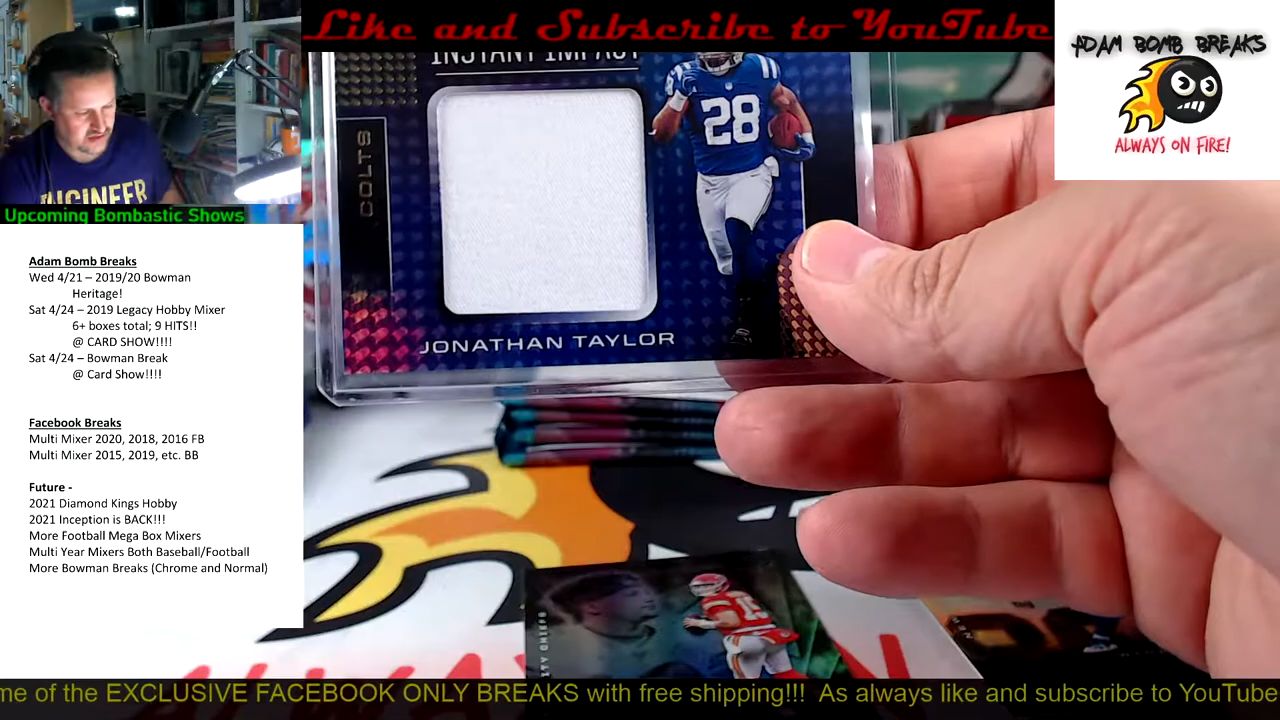 Like and Subscribe to YouTube
ADAM BOMB BREAKS
ALWAYS ON FIRE!
ENGINEER
Upcoming Bombastic Shows
Adam Bomb Breaks
Wed 4/21 – 2019/20 Bowman
Heritage!
Sat 4/24 – 2019 Legacy Hobby Mixer
6+ boxes total; 9 HITS!!
@ CARD SHOW!!!!
Sat 4/24 – Bowman Break
@ Card Show!!!!
Facebook Breaks
Multi Mixer 2020, 2018, 2016 FB
Multi Mixer 2015, 2019, etc. BB
Future -
2021 Diamond Kings Hobby
2021 Inception is BACK!!!
More Football Mega Box Mixers
Multi Year Mixers Both Baseball/Football
More Bowman Breaks (Chrome and Normal)
INSTANT IMPACT
COLTS
28
28
JONATHAN TAYLOR
15
me of the EXCLUSIVE FACEBOOK ONLY BREAKS with free shipping!!! As always like and subscribe to YouTube